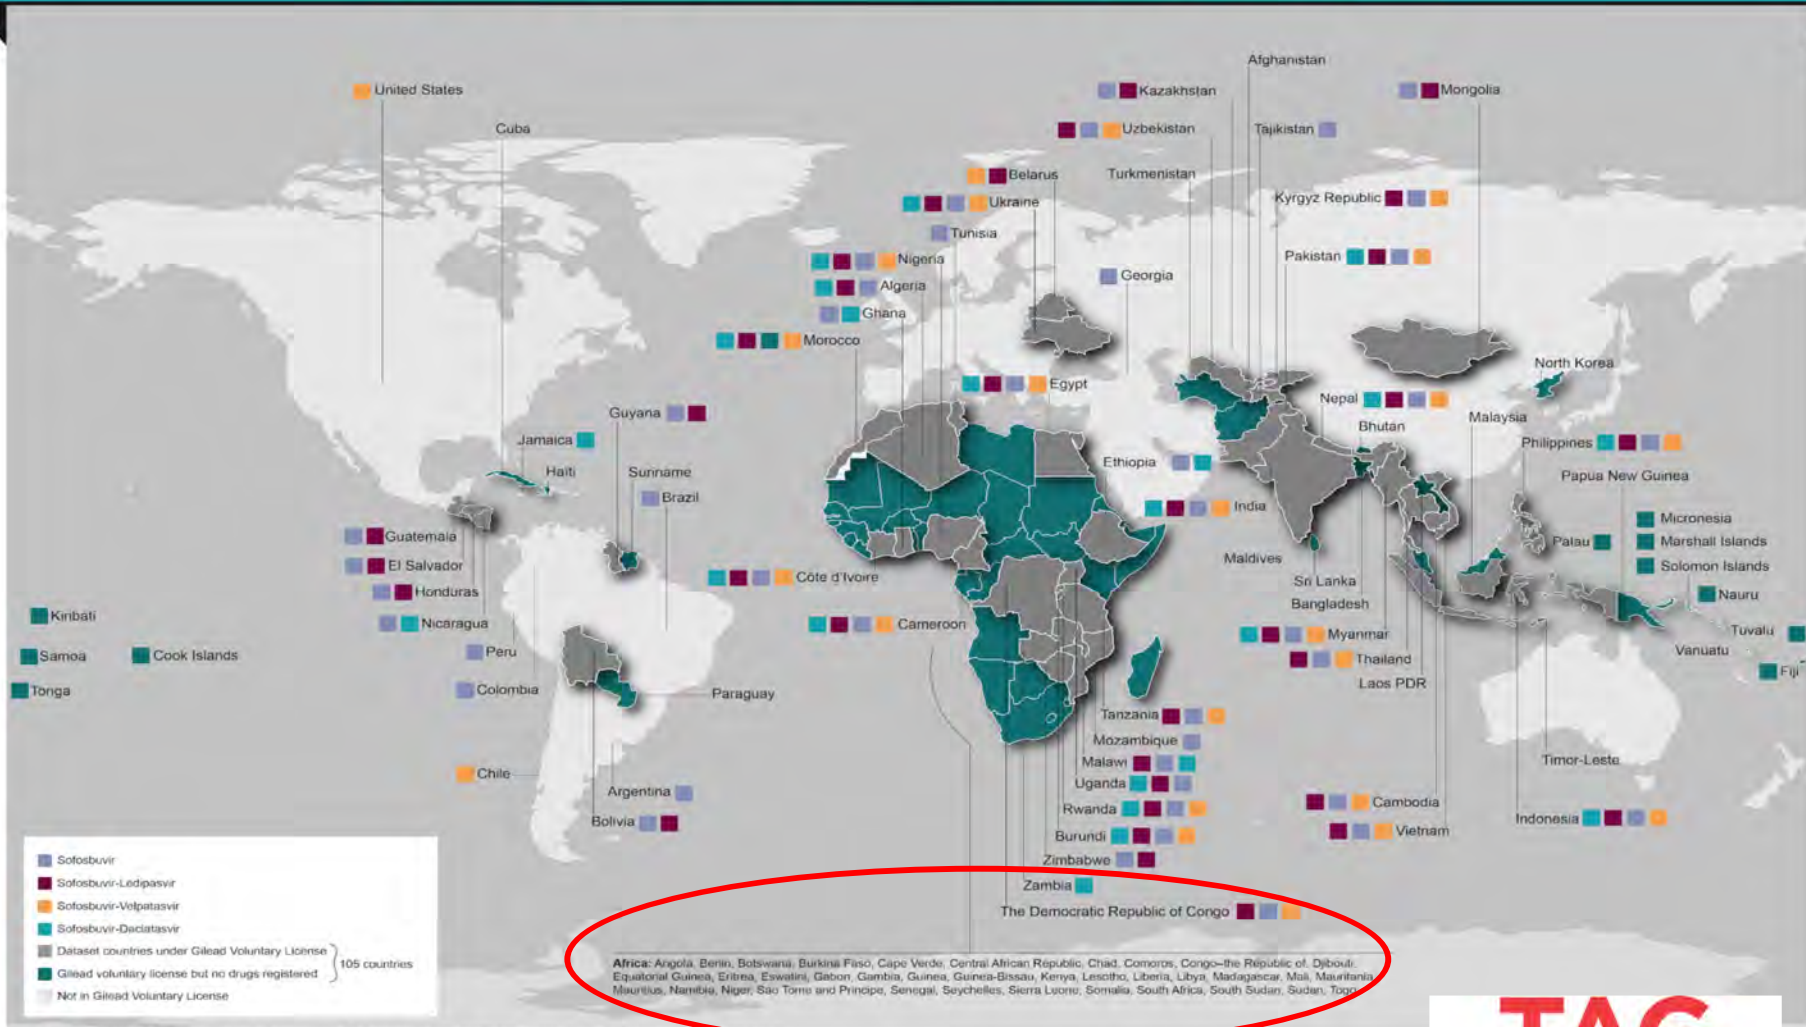 Afghanistan
United States
Kazakhstan
Mongolia
Cuba
Uzbekistan
Tajikistan
Belarus
Turkmenistan
Ukraine
Kyrgyz Republic
Tunisia
Nigeria
Pakistan
Algeria
Georgia
Ghana
Morocco
North Korea
Egypt
Nepal
Guyana
Malaysia
Bhutan
Jamaica
Philippines
Haiti
Suriname
Ethiopia
Papua New Guinea
Brazil
India
Micronesia
Guatemala
Palau
Marshall Islands
Maldives
El Salvador
Solomon Islands
Côte d'Ivoire
Sri Lanka
Honduras
Nauru
Bangladesh
Kiribati
Nicaragua
Cameroon
Myanmar
Tuvalu
Peru
Vanuatu
Samoa
Cook Islands
Thailand
Fiji
Laos PDR
Tonga
Colombia
Paraguay
Tanzania
Mozambique
Timor-Leste
Malawi
Chile
Uganda
Argentina
Cambodia
Rwanda
Indonesia
Bolivia
Vietnam
Burundi
Zimbabwe
Zambia
The Democratic Republic of Congo
Sofosbuvir
Sofosbuvir-Ledipasvir
Sofosbuvir-Velpatasvir
Sofosbuvir-Daclatasvir
Dataset countries under Gilead Voluntary License
105 countries
Gilead voluntary license but no drugs registered
Not in Gilead Voluntary License
Africa: Angola, Benin, Botswana, Burkina Faso, Cape Verde, Central African Republic, Chad, Comoros, Congo–the Republic of, Djibouti,
Equatorial Guinea, Eritrea, Eswatini, Gabon, Gambia, Guinea, Guinea-Bissau, Kenya, Lesotho, Liberia, Libya, Madagascar, Mali, Mauritania,
Mauritius, Namibia, Niger, Sao Tome and Principe, Senegal, Seychelles, Sierra Leone, Somalia, South Africa, South Sudan, Sudan, Togo
TAG